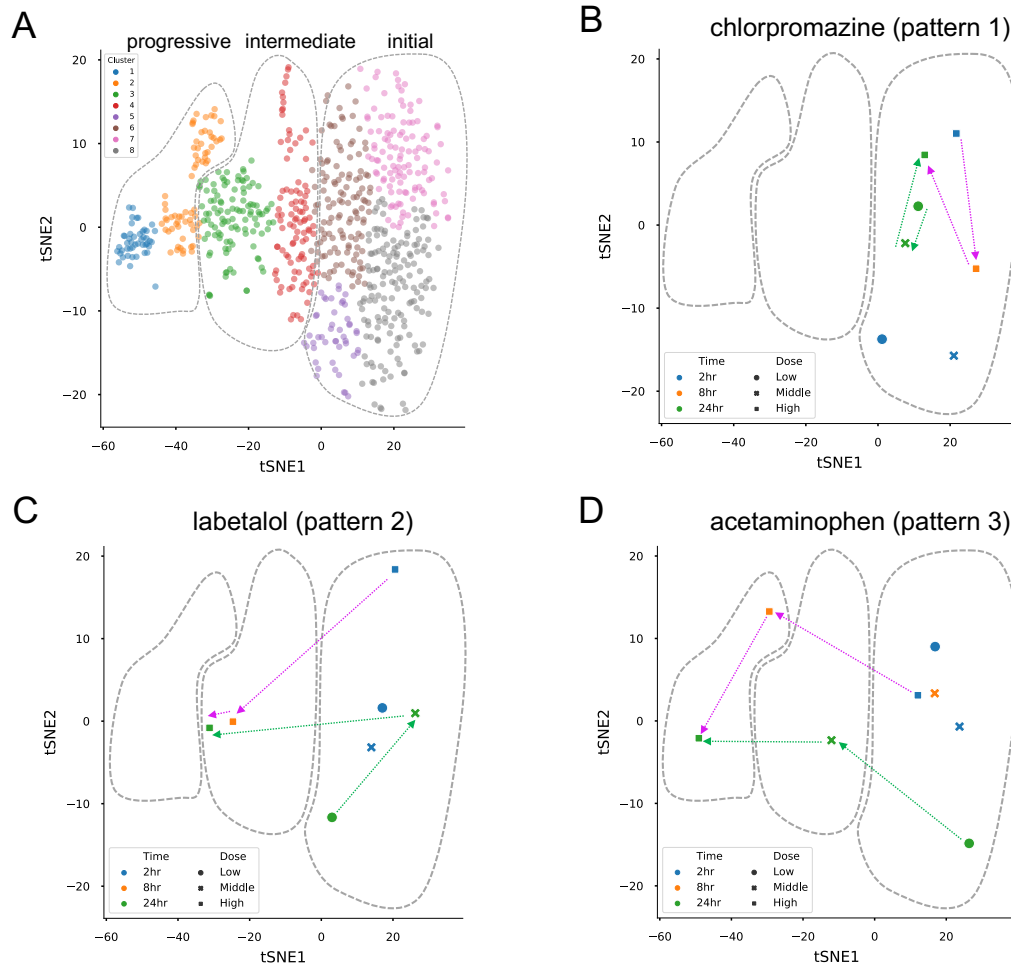 A
progressive intermediate initial
Cluster
1
2
3
4
5
6
7
8
20
10
0
−10
−20
tSNE2
−60 −40 −20 0 20
tSNE1
B
chlorpromazine (pattern 1)
20
10
0
−10
−20
tSNE2
Time Dose
2hr Low
8hr Middle
24hr High
−60 −40 −20 0 20
tSNE1
C
labetalol (pattern 2)
20
10
0
−10
−20
tSNE2
Time Dose
2hr Low
8hr Middle
24hr High
−60 −40 −20 0 20
tSNE1
D
acetaminophen (pattern 3)
20
10
0
−10
−20
tSNE2
Time Dose
2hr Low
8hr Middle
24hr High
−60 −40 −20 0 20
tSNE1